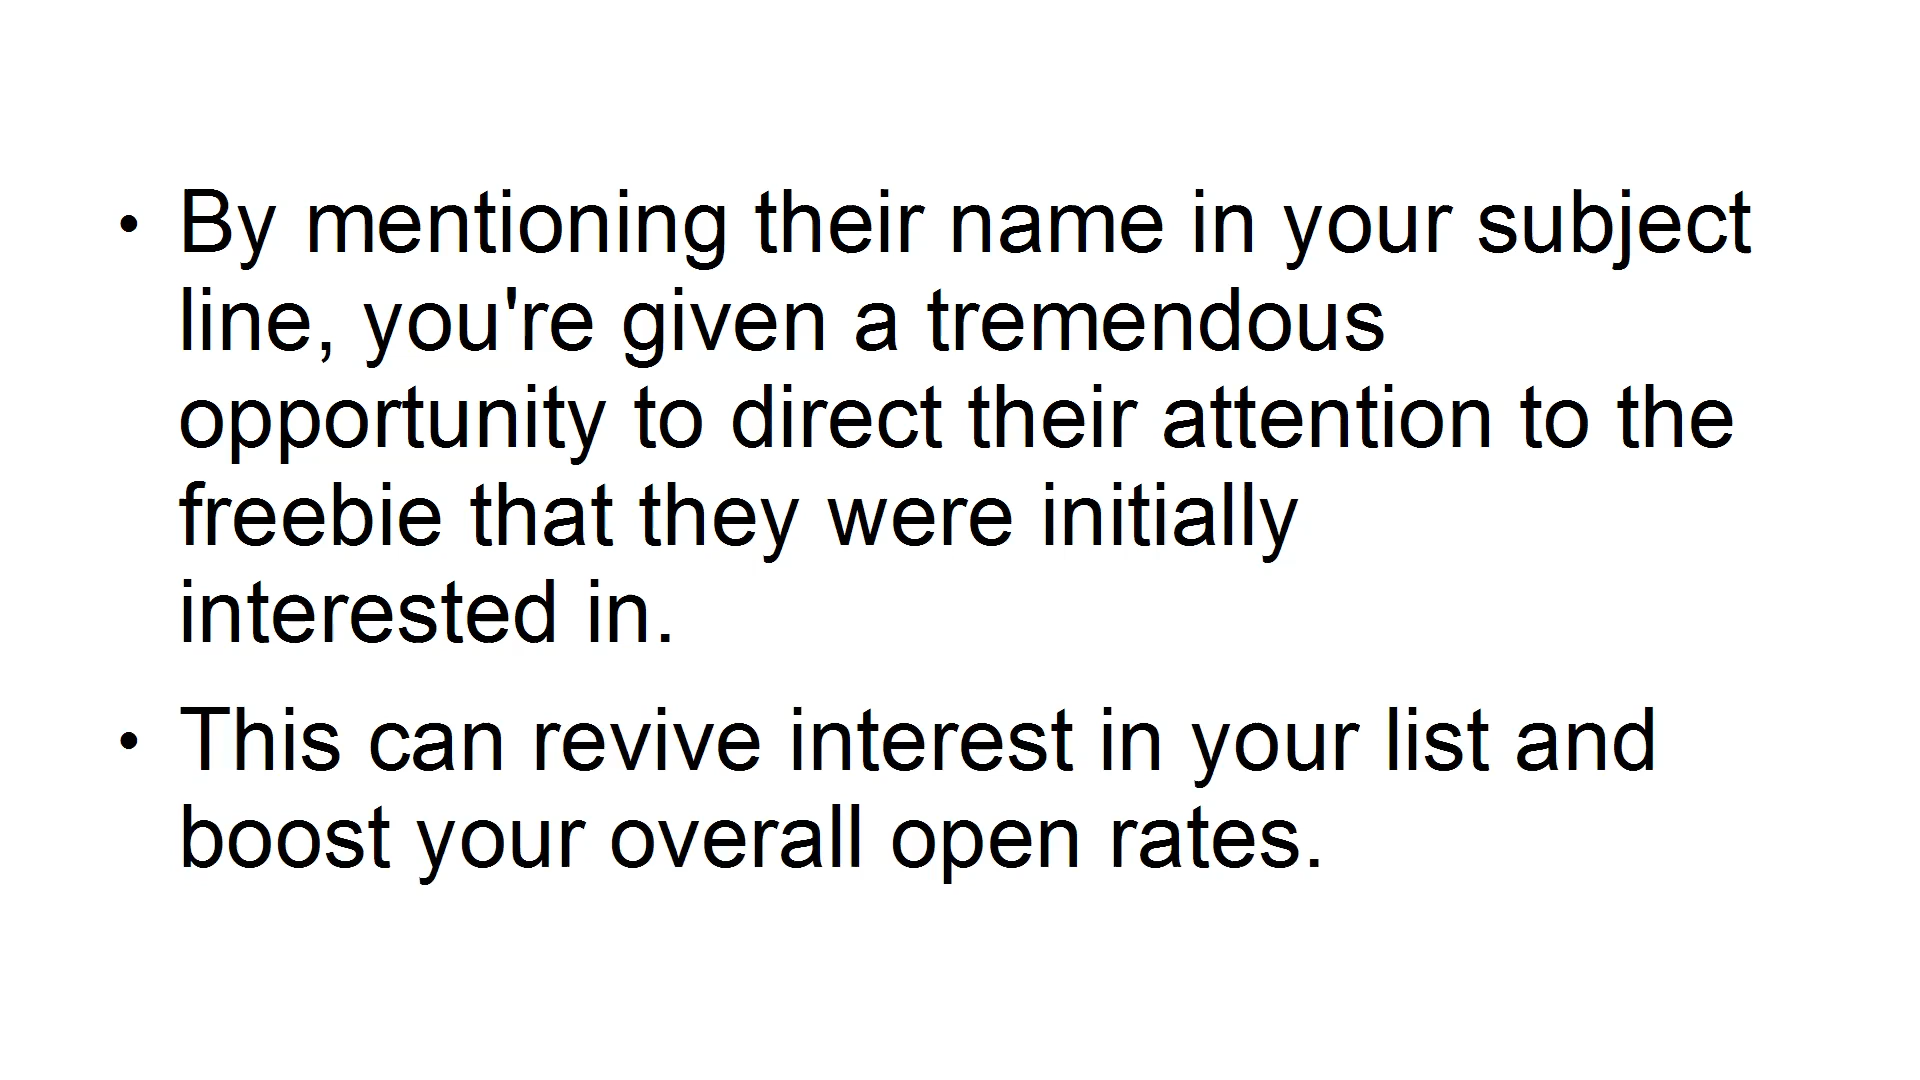 • By mentioning their name in your subject
line, you're given a tremendous
opportunity to direct their attention to the
freebie that they were initially
interested in.
• This can revive interest in your list and
boost your overall open rates.